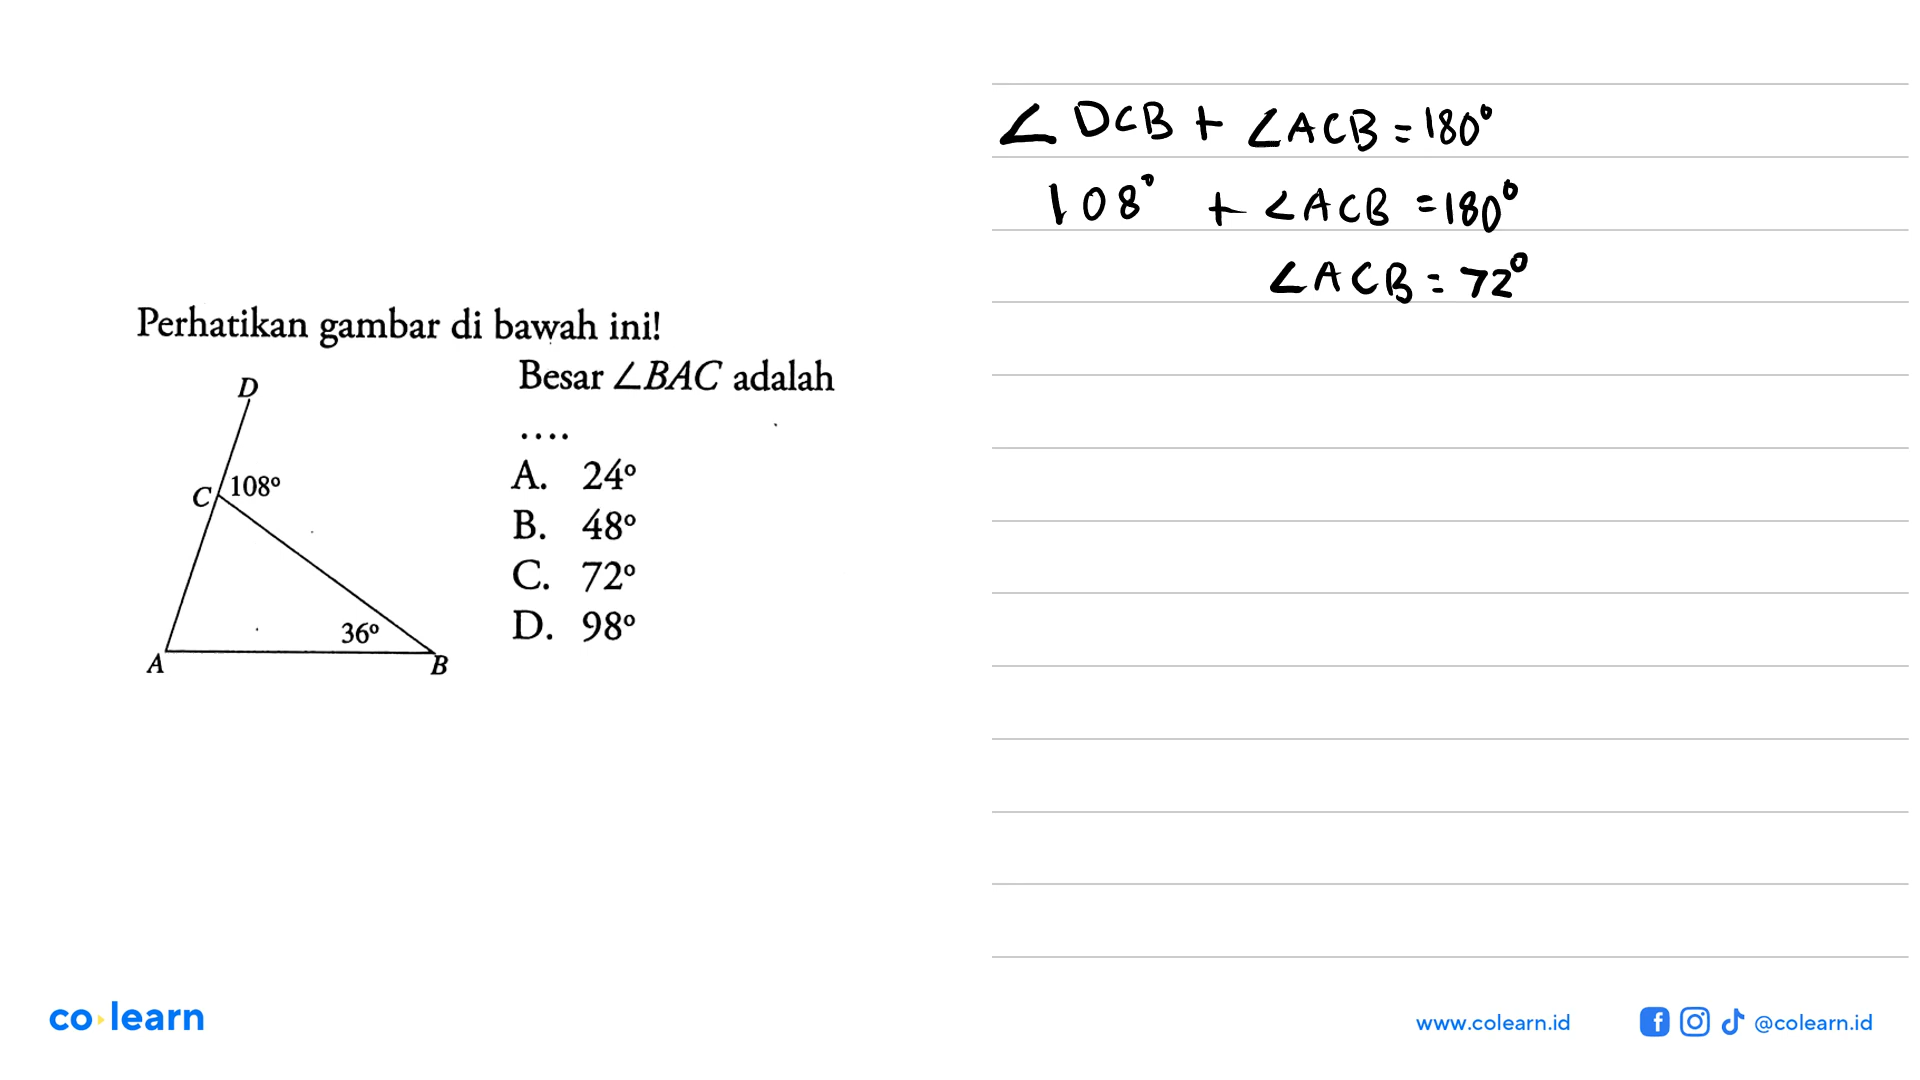 Perhatikan gambar di bawah ini!
Besar ∠BAC adalah
....
A. 24°
B. 48°
C. 72°
D. 98°
D
C 108°
36°
A
B
∠DCB + ∠ACB = 180°
108° + ∠ACB = 180°
∠ACB = 72°
co learn
www.colearn.id
@colearn.id